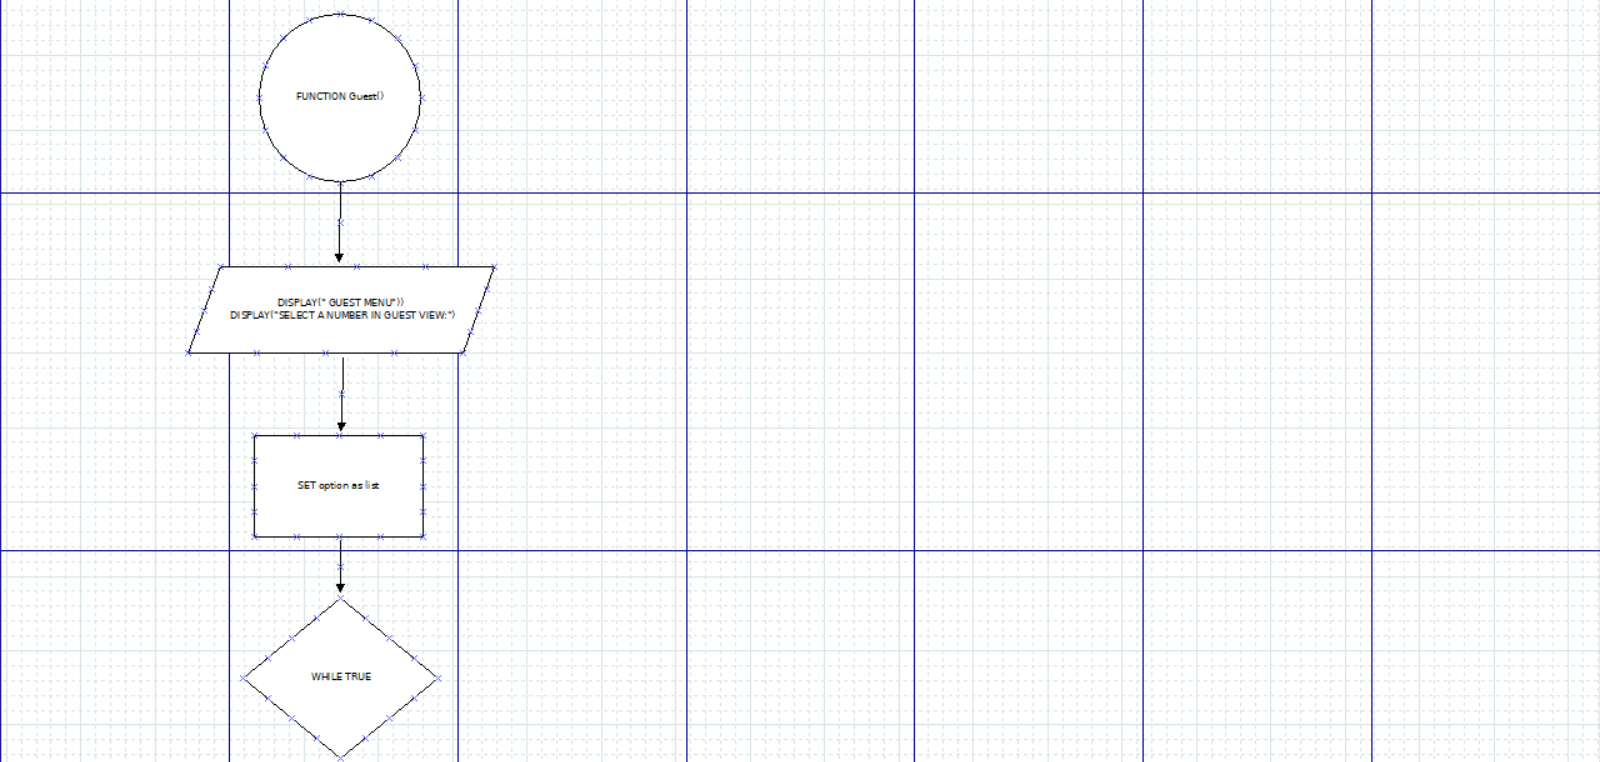 FUNCTION Guest()
DISPLAY(" GUEST MENU"))
DISPLAY("SELECT A NUMBER IN GUEST VIEW:")
SET option as list
WHILE TRUE